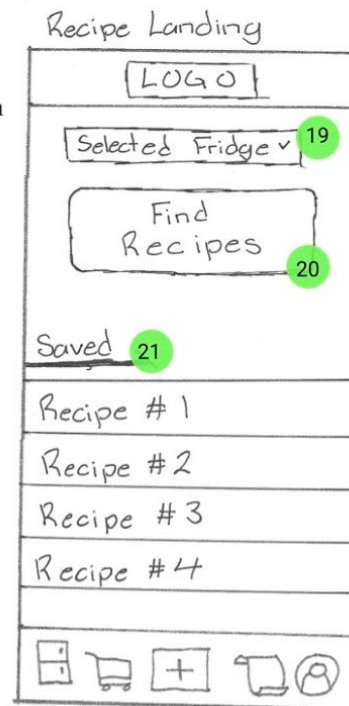 Recipe Landing
LOGO
Selected Fridge 19
Find
Recipes
20
Saved 21
Recipe # 1
Recipe #2
Recipe #3
Recipe #4